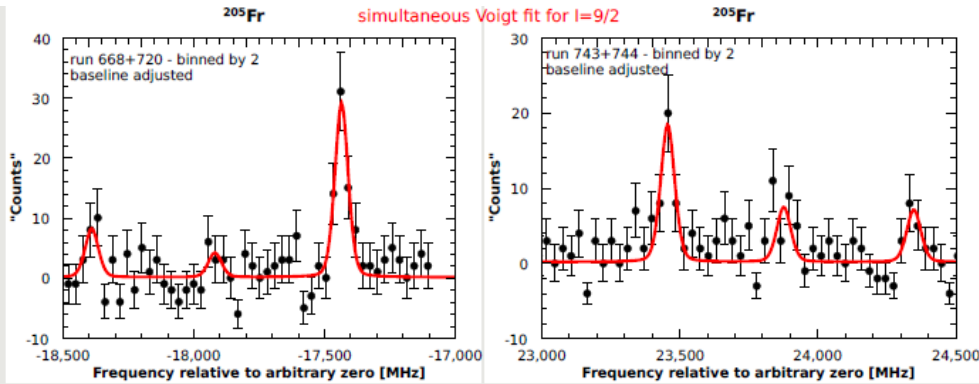 ²⁰⁵Fr simultaneous Voigt fit for I=9/2 ²⁰⁵Fr
run 668+720 - binned by 2
baseline adjusted
40
30
20
10
0
-10
"Counts"
-18,500 -18,000 -17,500 -17,000
Frequency relative to arbitrary zero [MHz]
run 743+744 - binned by 2
baseline adjusted
30
20
10
0
-10
"Counts"
23,000 23,500 24,000 24,500
Frequency relative to arbitrary zero [MHz]